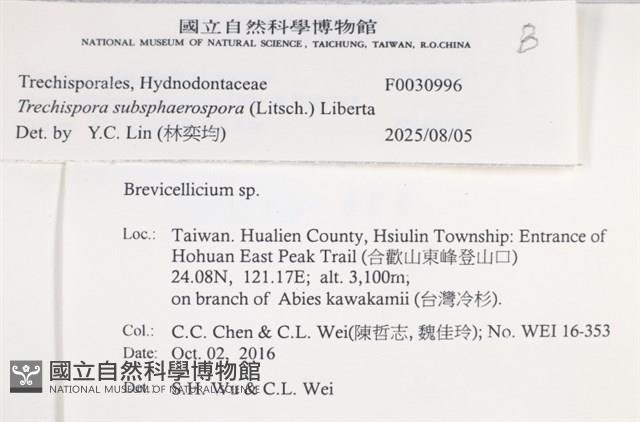 國立自然科學博物館
NATIONAL MUSEUM OF NATURAL SCIENCE, TAICHUNG, TAIWAN, R.O.CHINA
B
Trechisporales, Hydnodontaceae F0030996
Trechispora subsphaerospora (Litsch.) Liberta
Det. by Y.C. Lin (林奕均) 2025/08/05
Brevicellicium sp.
Loc.: Taiwan. Hualien County, Hsiulin Township: Entrance of
Hohuan East Peak Trail (合歡山東峰登山口)
24.08N, 121.17E; alt. 3,100m;
on branch of Abies kawakamii (台灣冷杉).
Col.: C.C. Chen & C.L. Wei(陳哲志, 魏佳玲); No. WEI 16-353
Date: Oct. 02, 2016
國立自然科學博物館
NATIONAL MUSEUM OF NATURAL SCIENCE
Det.: S.H. Wu & C.L. Wei